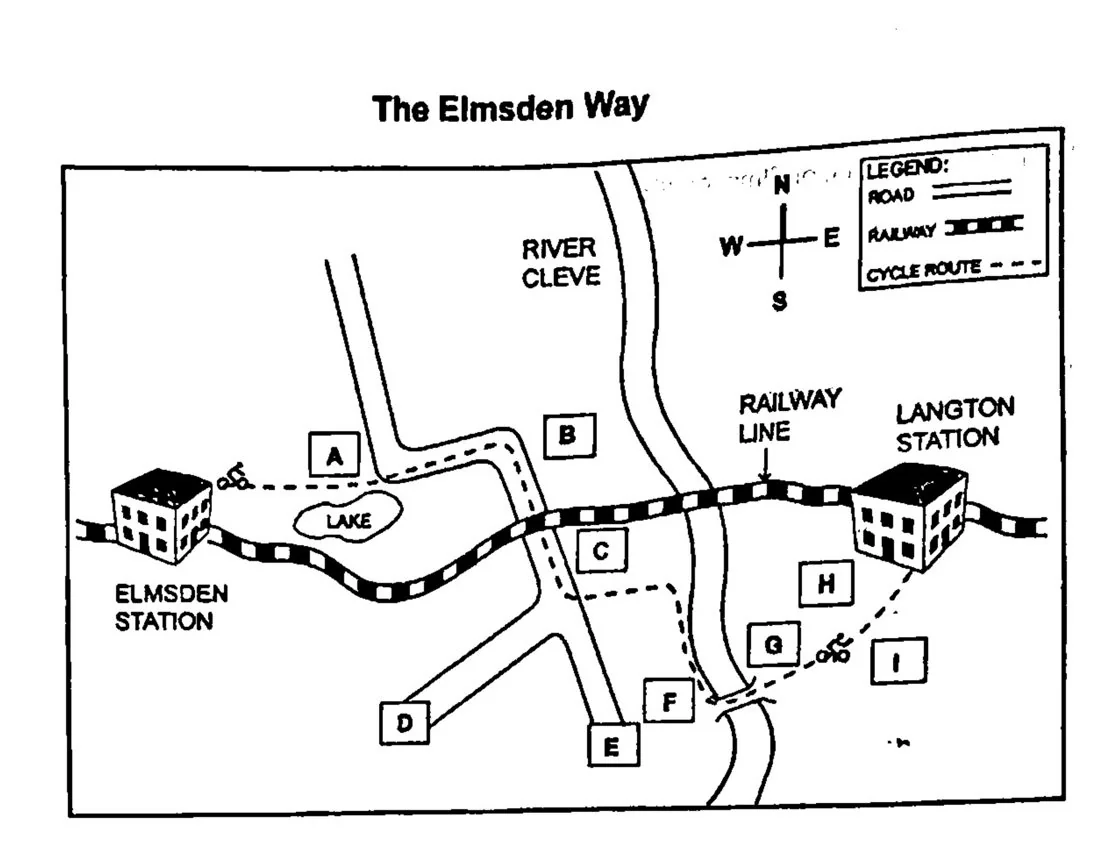 The Elmsden Way
LEGEND:
ROAD
RAILWAY
CYCLE ROUTE
N
W
E
S
RIVER
CLEVE
RAILWAY
LINE
LANGTON
STATION
B
A
LAKE
C
ELMSDEN
STATION
H
G
I
F
D
E